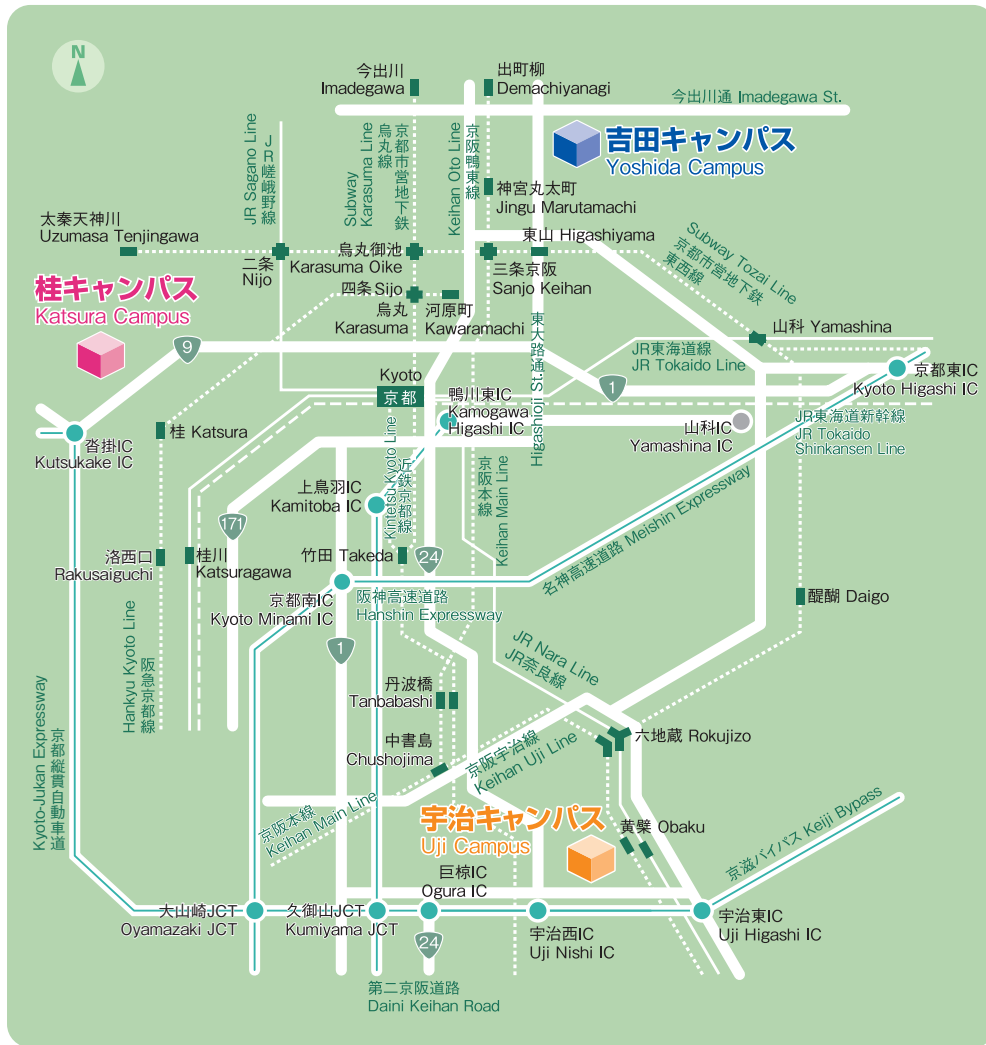 N
今出川
Imadegawa
出町柳
Demachiyanagi
今出川通 Imadegawa St.
吉田キャンパス
Yoshida Campus
JR嵯峨野線
JR Sagano Line
京都市営地下鉄
烏丸線
Subway
Karasuma Line
京阪鴨東線
Keihan Oto Line
神宮丸太町
Jingu Marutamachi
太秦天神川
Uzumasa Tenjingawa
二条
Nijo
烏丸御池
Karasuma Oike
三条京阪
Sanjo Keihan
東山 Higashiyama
Subway Tozai Line
京都市営地下鉄
東西線
桂キャンパス
Katsura Campus
四条 Sijo
烏丸
Karasuma
河原町
Kawaramachi
東大路通
Higashioji St.
山科 Yamashina
9
JR東海道線
JR Tokaido Line
京都東IC
Kyoto Higashi IC
1
Kyoto
京都
鴨川東IC
Kamogawa
Higashi IC
山科IC
Yamashina IC
JR東海道新幹線
JR Tokaido
Shinkansen Line
沓掛IC
Kutsukake IC
桂 Katsura
近鉄京都線
Kintetsu Kyoto Line
京阪本線
Keihan Main Line
上鳥羽IC
Kamitoba IC
171
洛西口
Rakusaiguchi
桂川
Katsuragawa
竹田 Takeda
24
名神高速道路 Meishin Expressway
京都南IC
Kyoto Minami IC
阪神高速道路
Hanshin Expressway
醍醐 Daigo
1
Hankyu Kyoto Line
阪急京都線
JR Nara Line
JR奈良線
丹波橋
Tanbabashi
中書島
Chushojima
京阪宇治線
Keihan Uji Line
六地蔵 Rokujizo
Kyoto-Jukan Expressway
京都縦貫自動車道
京阪本線
Keihan Main Line
宇治キャンパス
Uji Campus
黄檗 Obaku
京滋バイパス Keiji Bypass
巨椋IC
Ogura IC
大山崎JCT
Oyamazaki JCT
久御山JCT
Kumiyama JCT
宇治西IC
Uji Nishi IC
宇治東IC
Uji Higashi IC
24
第二京阪道路
Daini Keihan Road